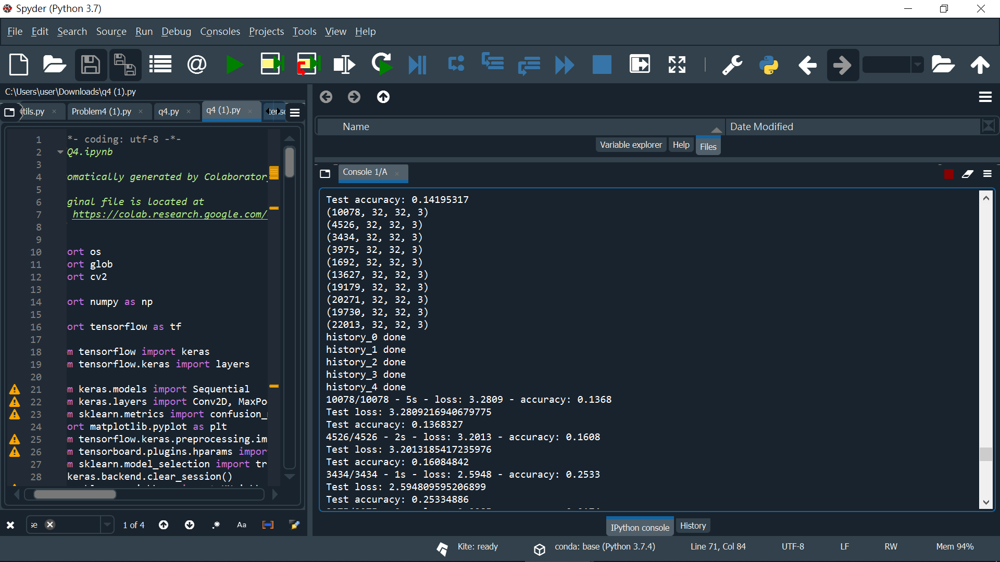 Spyder (Python 3.7)
File Edit Search Source Run Debug Consoles Projects Tools View Help
C:\Users\user\Downloads\q4 (1).py
tils.py
Problem4 (1).py
q4.py
q4 (1).py
tenso
1 *- coding: utf-8 -*-
2 Q4.ipynb
3
4 omatically generated by Colaborator
5
6 ginal file is located at
7 https://colab.research.google.com/
8
9
10 ort os
11 ort glob
12 ort cv2
13
14 ort numpy as np
15
16 ort tensorflow as tf
17
18 m tensorflow import keras
19 m tensorflow.keras import layers
20
21 m keras.models import Sequential
22 m keras.layers import Conv2D, MaxPo
23 m sklearn.metrics import confusion_
24 ort matplotlib.pyplot as plt
25 m tensorflow.keras.preprocessing.im
26 m tensorboard.plugins.hparams impor
27 m sklearn.model_selection import tr
28 keras.backend.clear_session()
se
1 of 4
.*
Aa
Name
Date Modified
Variable explorer
Help
Files
Console 1/A
Test accuracy: 0.14195317
(10078, 32, 32, 3)
(4526, 32, 32, 3)
(3434, 32, 32, 3)
(3975, 32, 32, 3)
(1692, 32, 32, 3)
(13627, 32, 32, 3)
(19179, 32, 32, 3)
(20271, 32, 32, 3)
(19730, 32, 32, 3)
(22013, 32, 32, 3)
history_0 done
history_1 done
history_2 done
history_3 done
history_4 done
10078/10078 - 5s - loss: 3.2809 - accuracy: 0.1368
Test loss: 3.2809216940679775
Test accuracy: 0.1368327
4526/4526 - 2s - loss: 3.2013 - accuracy: 0.1608
Test loss: 3.2013185417235976
Test accuracy: 0.16084842
3434/3434 - 1s - loss: 2.5948 - accuracy: 0.2533
Test loss: 2.594809595206899
Test accuracy: 0.25334886
IPython console
History
Kite: ready
conda: base (Python 3.7.4)
Line 71, Col 84
UTF-8
LF
RW
Mem 94%